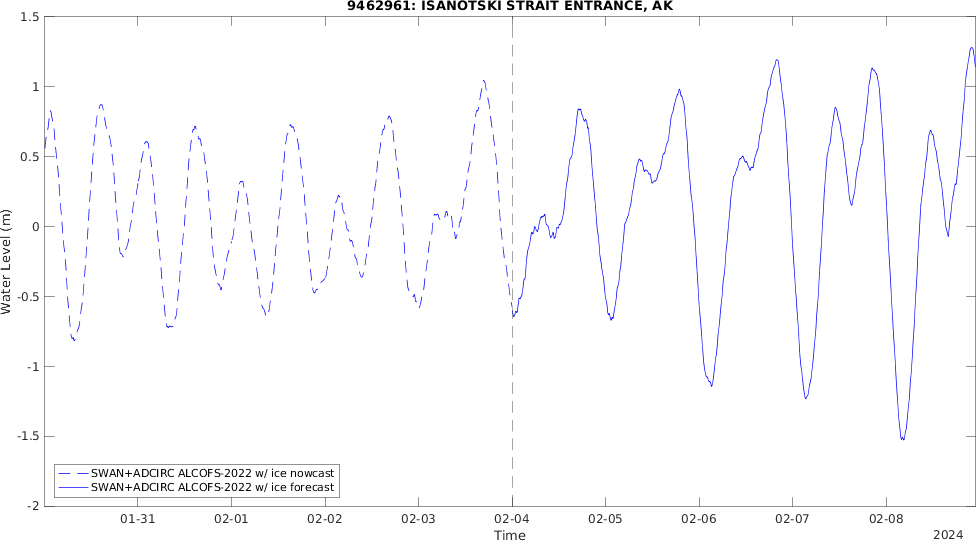 9462961: ISANOTSKI STRAIT ENTRANCE, AK
1.5
1
0.5
0
-0.5
-1
-1.5
-2
Water Level (m)
SWAN+ADCIRC ALCOFS-2022 w/ ice nowcast
SWAN+ADCIRC ALCOFS-2022 w/ ice forecast
01-31 02-01 02-02 02-03 02-04 02-05 02-06 02-07 02-08
Time
2024